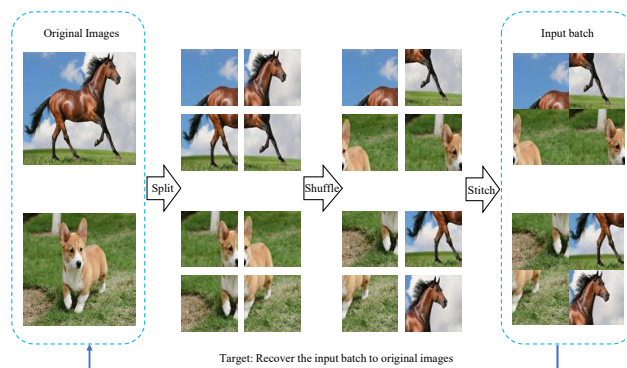 Original Images
Input batch
Split
Shuffle
Stitch
Target: Recover the input batch to original images